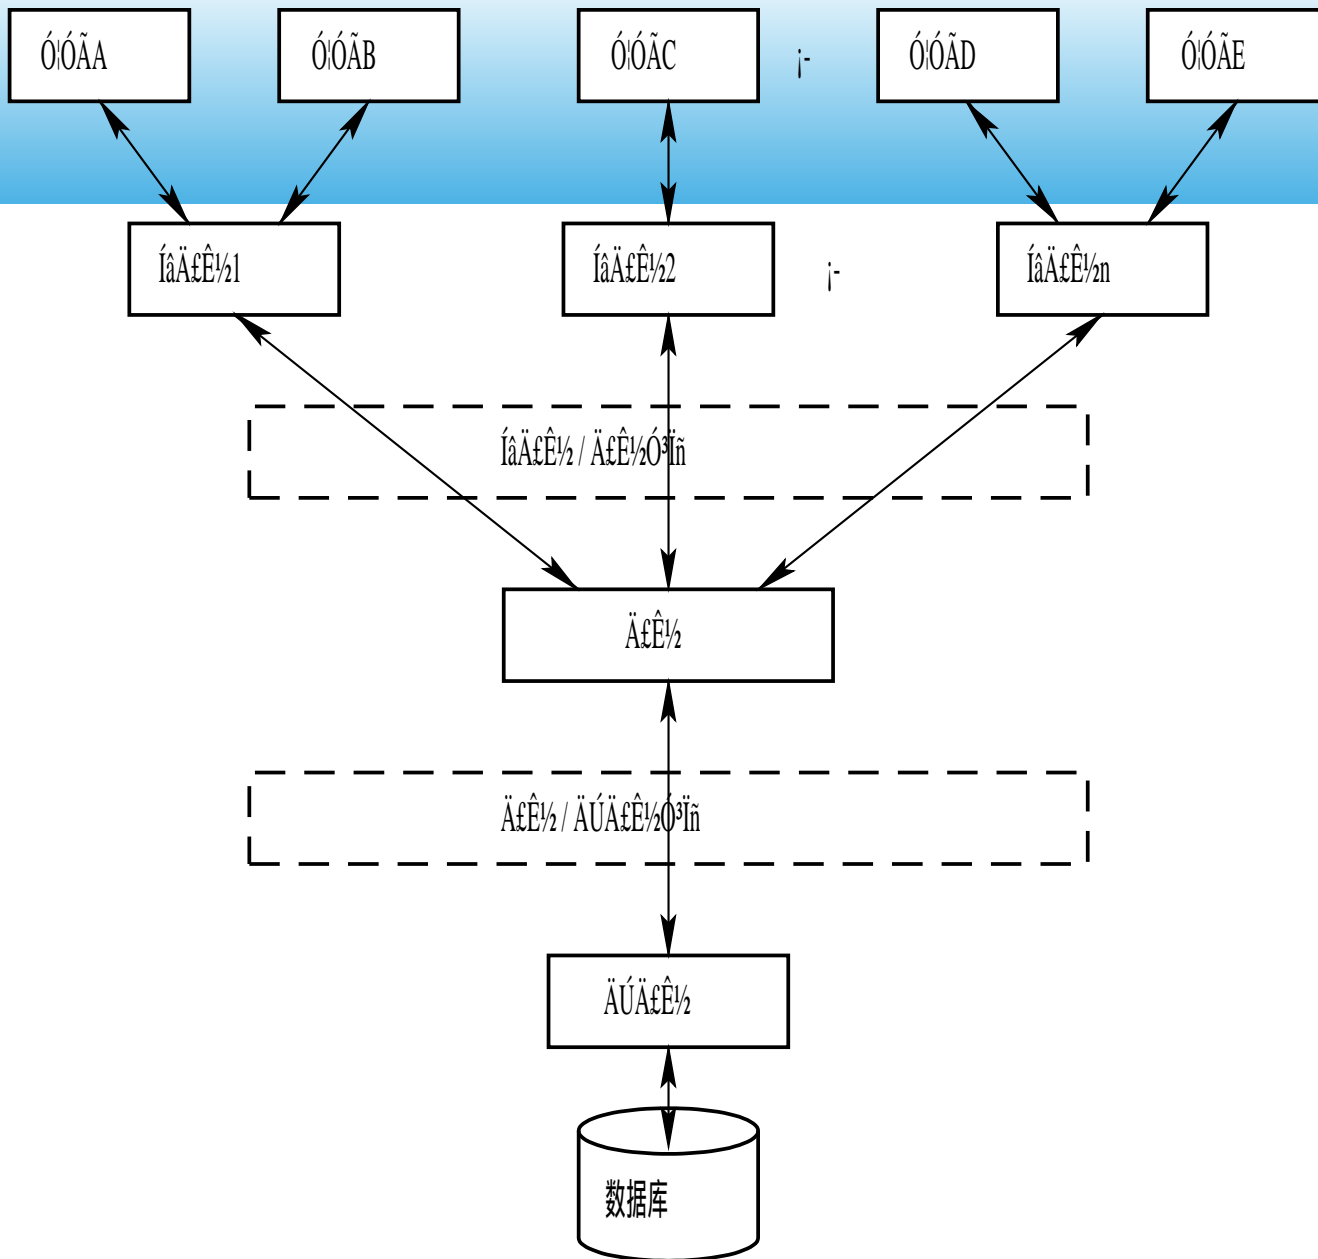 Ó¦ÓÃA
Ó¦ÓÃB
Ó¦ÓÃC
¡-
Ó¦ÓÃD
Ó¦ÓÃE
ÍâÄ£Ê½1
ÍâÄ£Ê½2
¡-
ÍâÄ£Ê½n
ÍâÄ£Ê½ / Ä£Ê½Ó³Ïñ
Ä£Ê½
Ä£Ê½ / ÄÚÄ£Ê½Ó³Ïñ
ÄÚÄ£Ê½
数据库